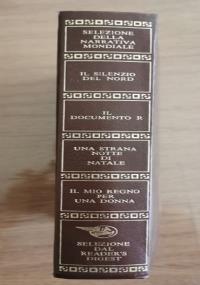 SELEZIONE
DELLA
NARRATIVA
MONDIALE
IL SILENZIO
DEL NORD
IL
DOCUMENTO R
UNA STRANA
NOTTE
DI
NATALE
IL MIO REGNO
PER
UNA DONNA
SELEZIONE
DAL
READER'S
DIGEST